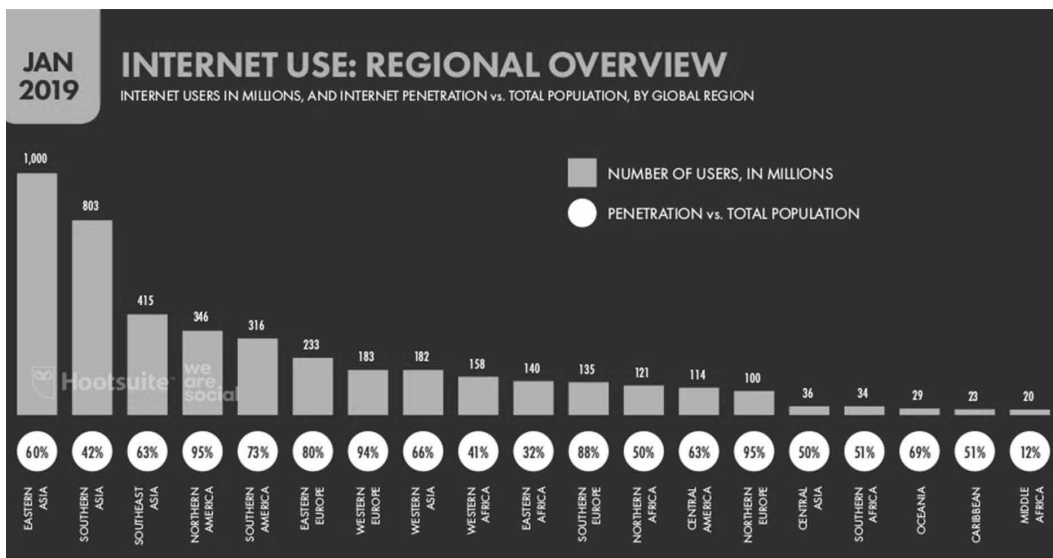 JAN
2019
INTERNET USE: REGIONAL OVERVIEW
INTERNET USERS IN MILLIONS, AND INTERNET PENETRATION vs. TOTAL POPULATION, BY GLOBAL REGION
NUMBER OF USERS, IN MILLIONS
PENETRATION vs. TOTAL POPULATION
1,000
803
415
346
316
233
183
182
158
140
135
121
114
100
36
34
29
23
20
Hootsuite™
we
are
social
60% 42% 63% 95% 73% 80% 94% 66% 41% 32% 88% 50% 63% 95% 50% 51% 69% 51% 12%
EASTERN
ASIA
SOUTHERN
ASIA
SOUTHEAST
ASIA
NORTHERN
AMERICA
SOUTHERN
AMERICA
EASTERN
EUROPE
WESTERN
EUROPE
WESTERN
ASIA
WESTERN
AFRICA
EASTERN
AFRICA
SOUTHERN
EUROPE
NORTHERN
AFRICA
CENTRAL
AMERICA
NORTHERN
EUROPE
CENTRAL
ASIA
SOUTHERN
AFRICA
OCEANIA
CARIBBEAN
MIDDLE
AFRICA